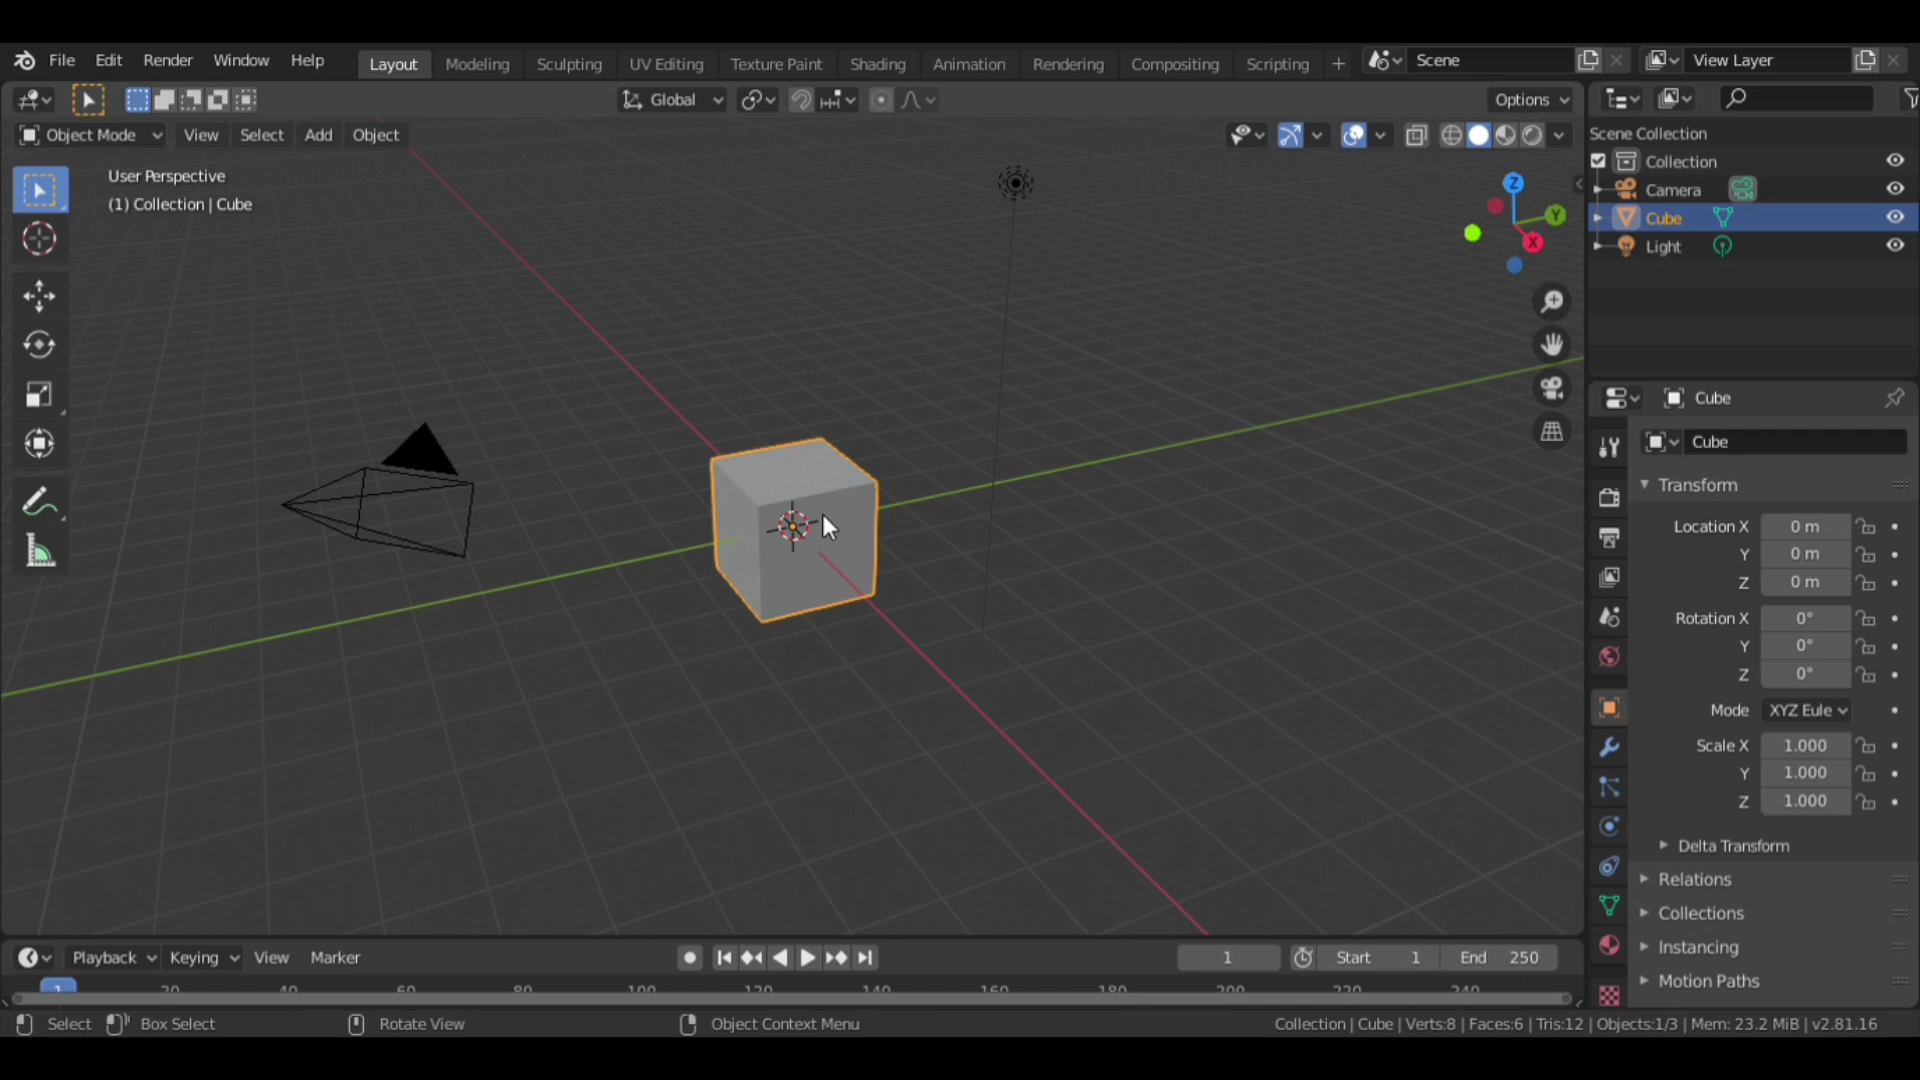 File Edit Render Window Help Layout Modeling Sculpting UV Editing Texture Paint Shading Animation Rendering Compositing Scripting + Scene View Layer
Global Options
Object Mode View Select Add Object
User Perspective
(1) Collection | Cube
Z
Y
X
Scene Collection
Collection
Camera
Cube
Light
Cube
Cube
Transform
Location X 0 m
Y 0 m
Z 0 m
Rotation X 0°
Y 0°
Z 0°
Mode XYZ Eule
Scale X 1.000
Y 1.000
Z 1.000
Delta Transform
Relations
Collections
Instancing
Motion Paths
Playback Keying View Marker 1 Start 1 End 250
1 20 40 60 80 100 120 140 160 180 200 220 240
Select Box Select Rotate View Object Context Menu Collection | Cube | Verts:8 | Faces:6 | Tris:12 | Objects:1/3 | Mem: 23.2 MiB | v2.81.16